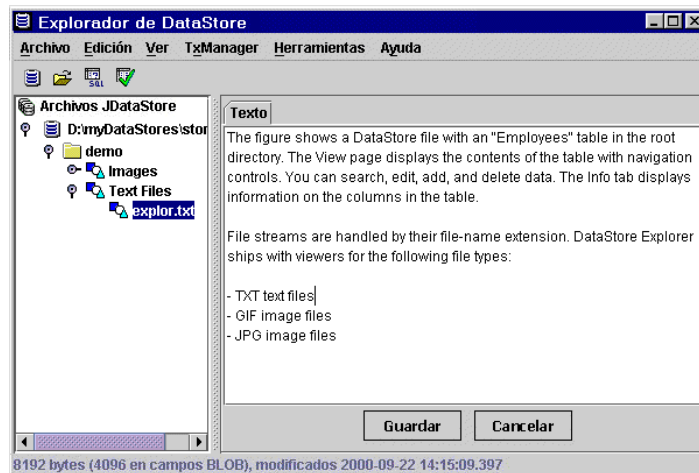 Explorador de DataStore
Archivo Edición Ver TxManager Herramientas Ayuda
SQL
Archivos JDataStore
D:\myDataStores\stor
demo
Images
Text Files
explor.txt
Texto
The figure shows a DataStore file with an "Employees" table in the root
directory. The View page displays the contents of the table with navigation
controls. You can search, edit, add, and delete data. The Info tab displays
information on the columns in the table.
File streams are handled by their file-name extension. DataStore Explorer
ships with viewers for the following file types:
- TXT text files
- GIF image files
- JPG image files
Guardar Cancelar
8192 bytes (4096 en campos BLOB), modificados 2000-09-22 14:15:09.397